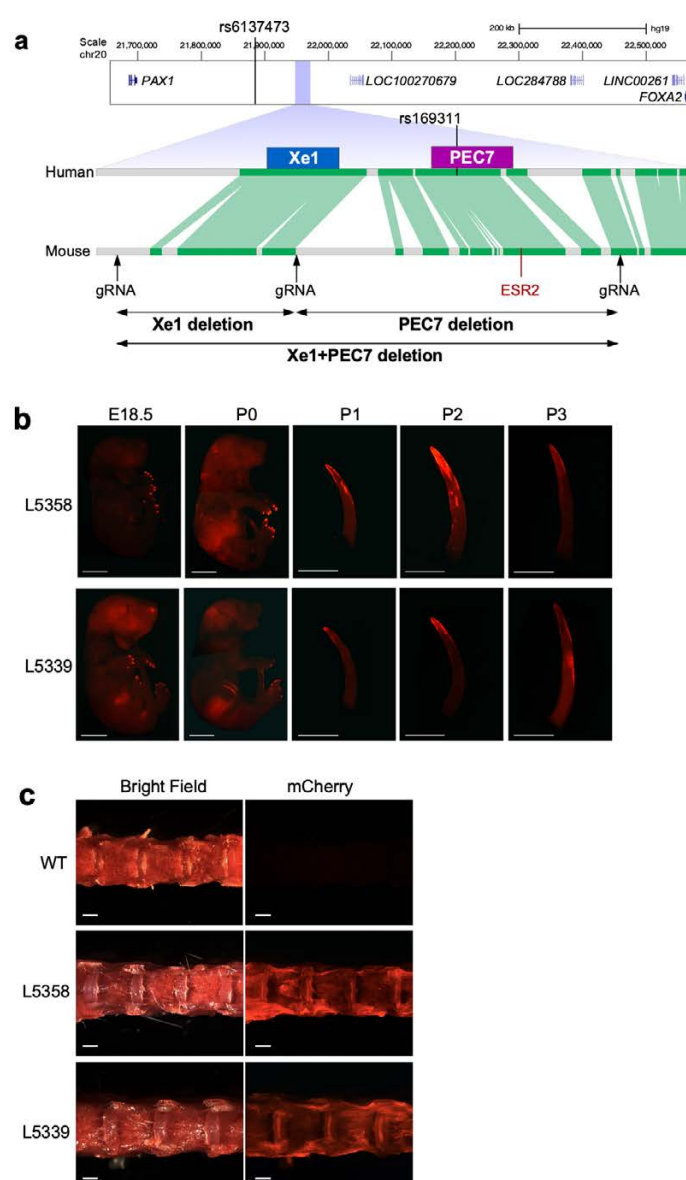 a
Scale
chr20
rs6137473
200 kb
hg19
21,700,000 21,800,000 21,900,000 22,000,000 22,100,000 22,200,000 22,300,000 22,400,000 22,500,000
PAX1 LOC100270679 LOC284788 LINC00261
FOXA2
rs169311
Xe1 PEC7
Human
Mouse
gRNA gRNA ESR2 gRNA
Xe1 deletion PEC7 deletion
Xe1+PEC7 deletion
b
E18.5 P0 P1 P2 P3
L5358
L5339
c
Bright Field mCherry
WT
L5358
L5339